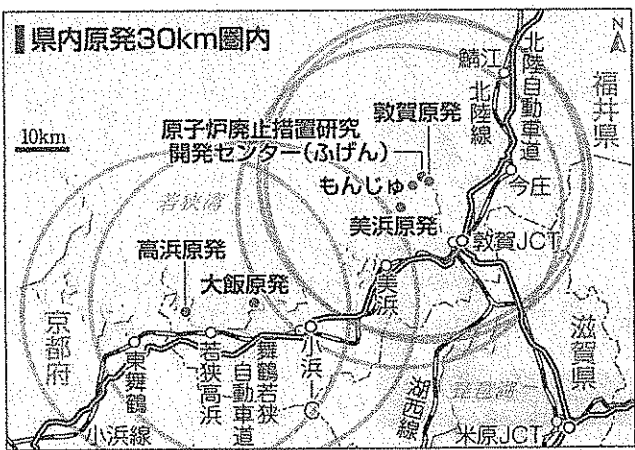 県内原発30km圏内
N
10km
鯖江
北陸線
北陸自動車道
福井県
敦賀原発
原子炉廃止措置研究
開発センター(ふげん)
もんじゅ
今庄
若狭湾
美浜原発
敦賀JCT
高浜原発
大飯原発
美浜
京都府
東舞鶴
若狭高浜
舞鶴若狭
自動車道
小浜
滋賀県
湖西線
琵琶湖
小浜線
米原JCT